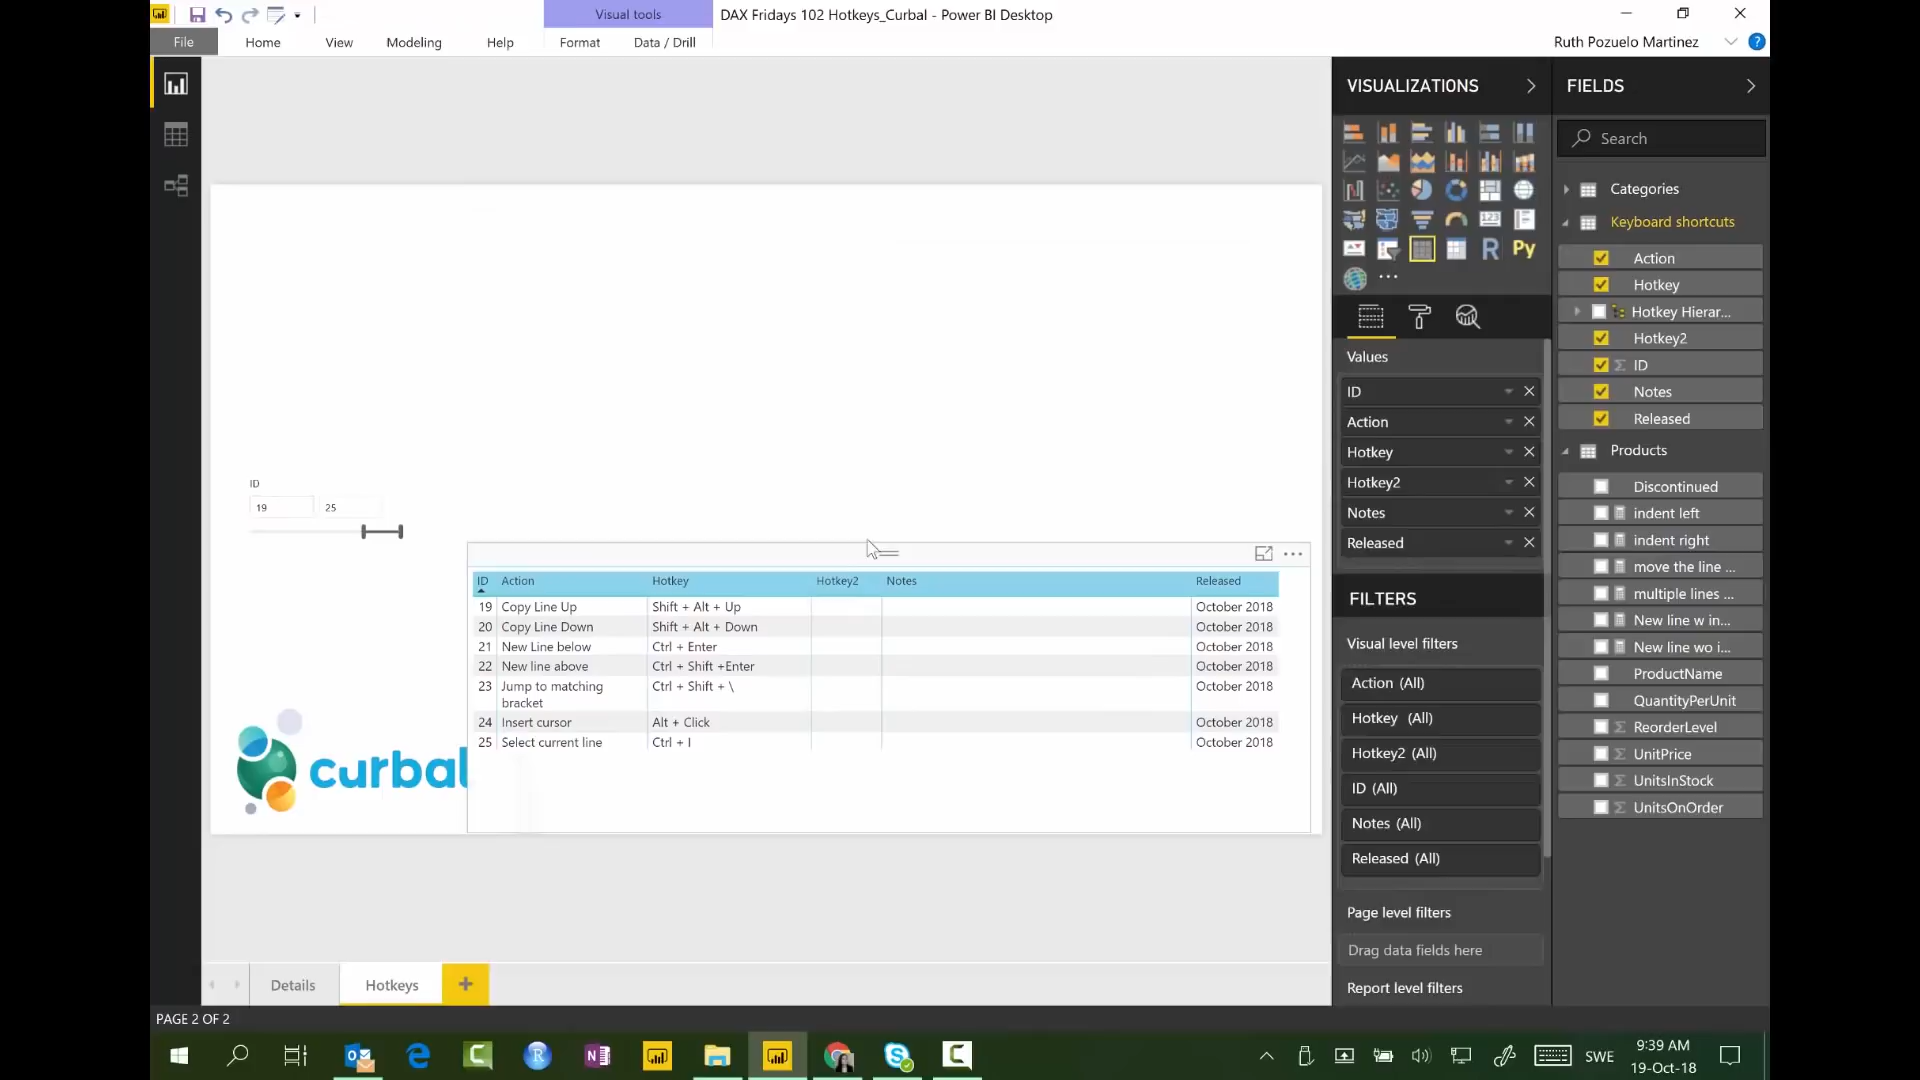 Visual tools
DAX Fridays 102 Hotkeys_Curbal - Power BI Desktop
File Home View Modeling Help Format Data / Drill
Ruth Pozuelo Martinez
?
VISUALIZATIONS
FIELDS
Search
Categories
Keyboard shortcuts
Action
Hotkey
Hotkey Hierar...
Hotkey2
ID
Notes
Released
Products
Discontinued
indent left
indent right
move the line ...
multiple lines ...
New line w in...
New line wo i...
ProductName
QuantityPerUnit
ReorderLevel
UnitPrice
UnitsInStock
UnitsOnOrder
R Py
Values
ID
Action
Hotkey
Hotkey2
Notes
Released
FILTERS
Visual level filters
Action (All)
Hotkey (All)
Hotkey2 (All)
ID (All)
Notes (All)
Released (All)
Page level filters
Drag data fields here
Report level filters
ID
19 25
ID Action Hotkey Hotkey2 Notes Released
19 Copy Line Up Shift + Alt + Up October 2018
20 Copy Line Down Shift + Alt + Down October 2018
21 New Line below Ctrl + Enter October 2018
22 New line above Ctrl + Shift +Enter October 2018
23 Jump to matching Ctrl + Shift + \ October 2018
bracket
24 Insert cursor Alt + Click October 2018
25 Select current line Ctrl + I October 2018
curbal
Details Hotkeys +
PAGE 2 OF 2
SWE
9:39 AM
19-Oct-18